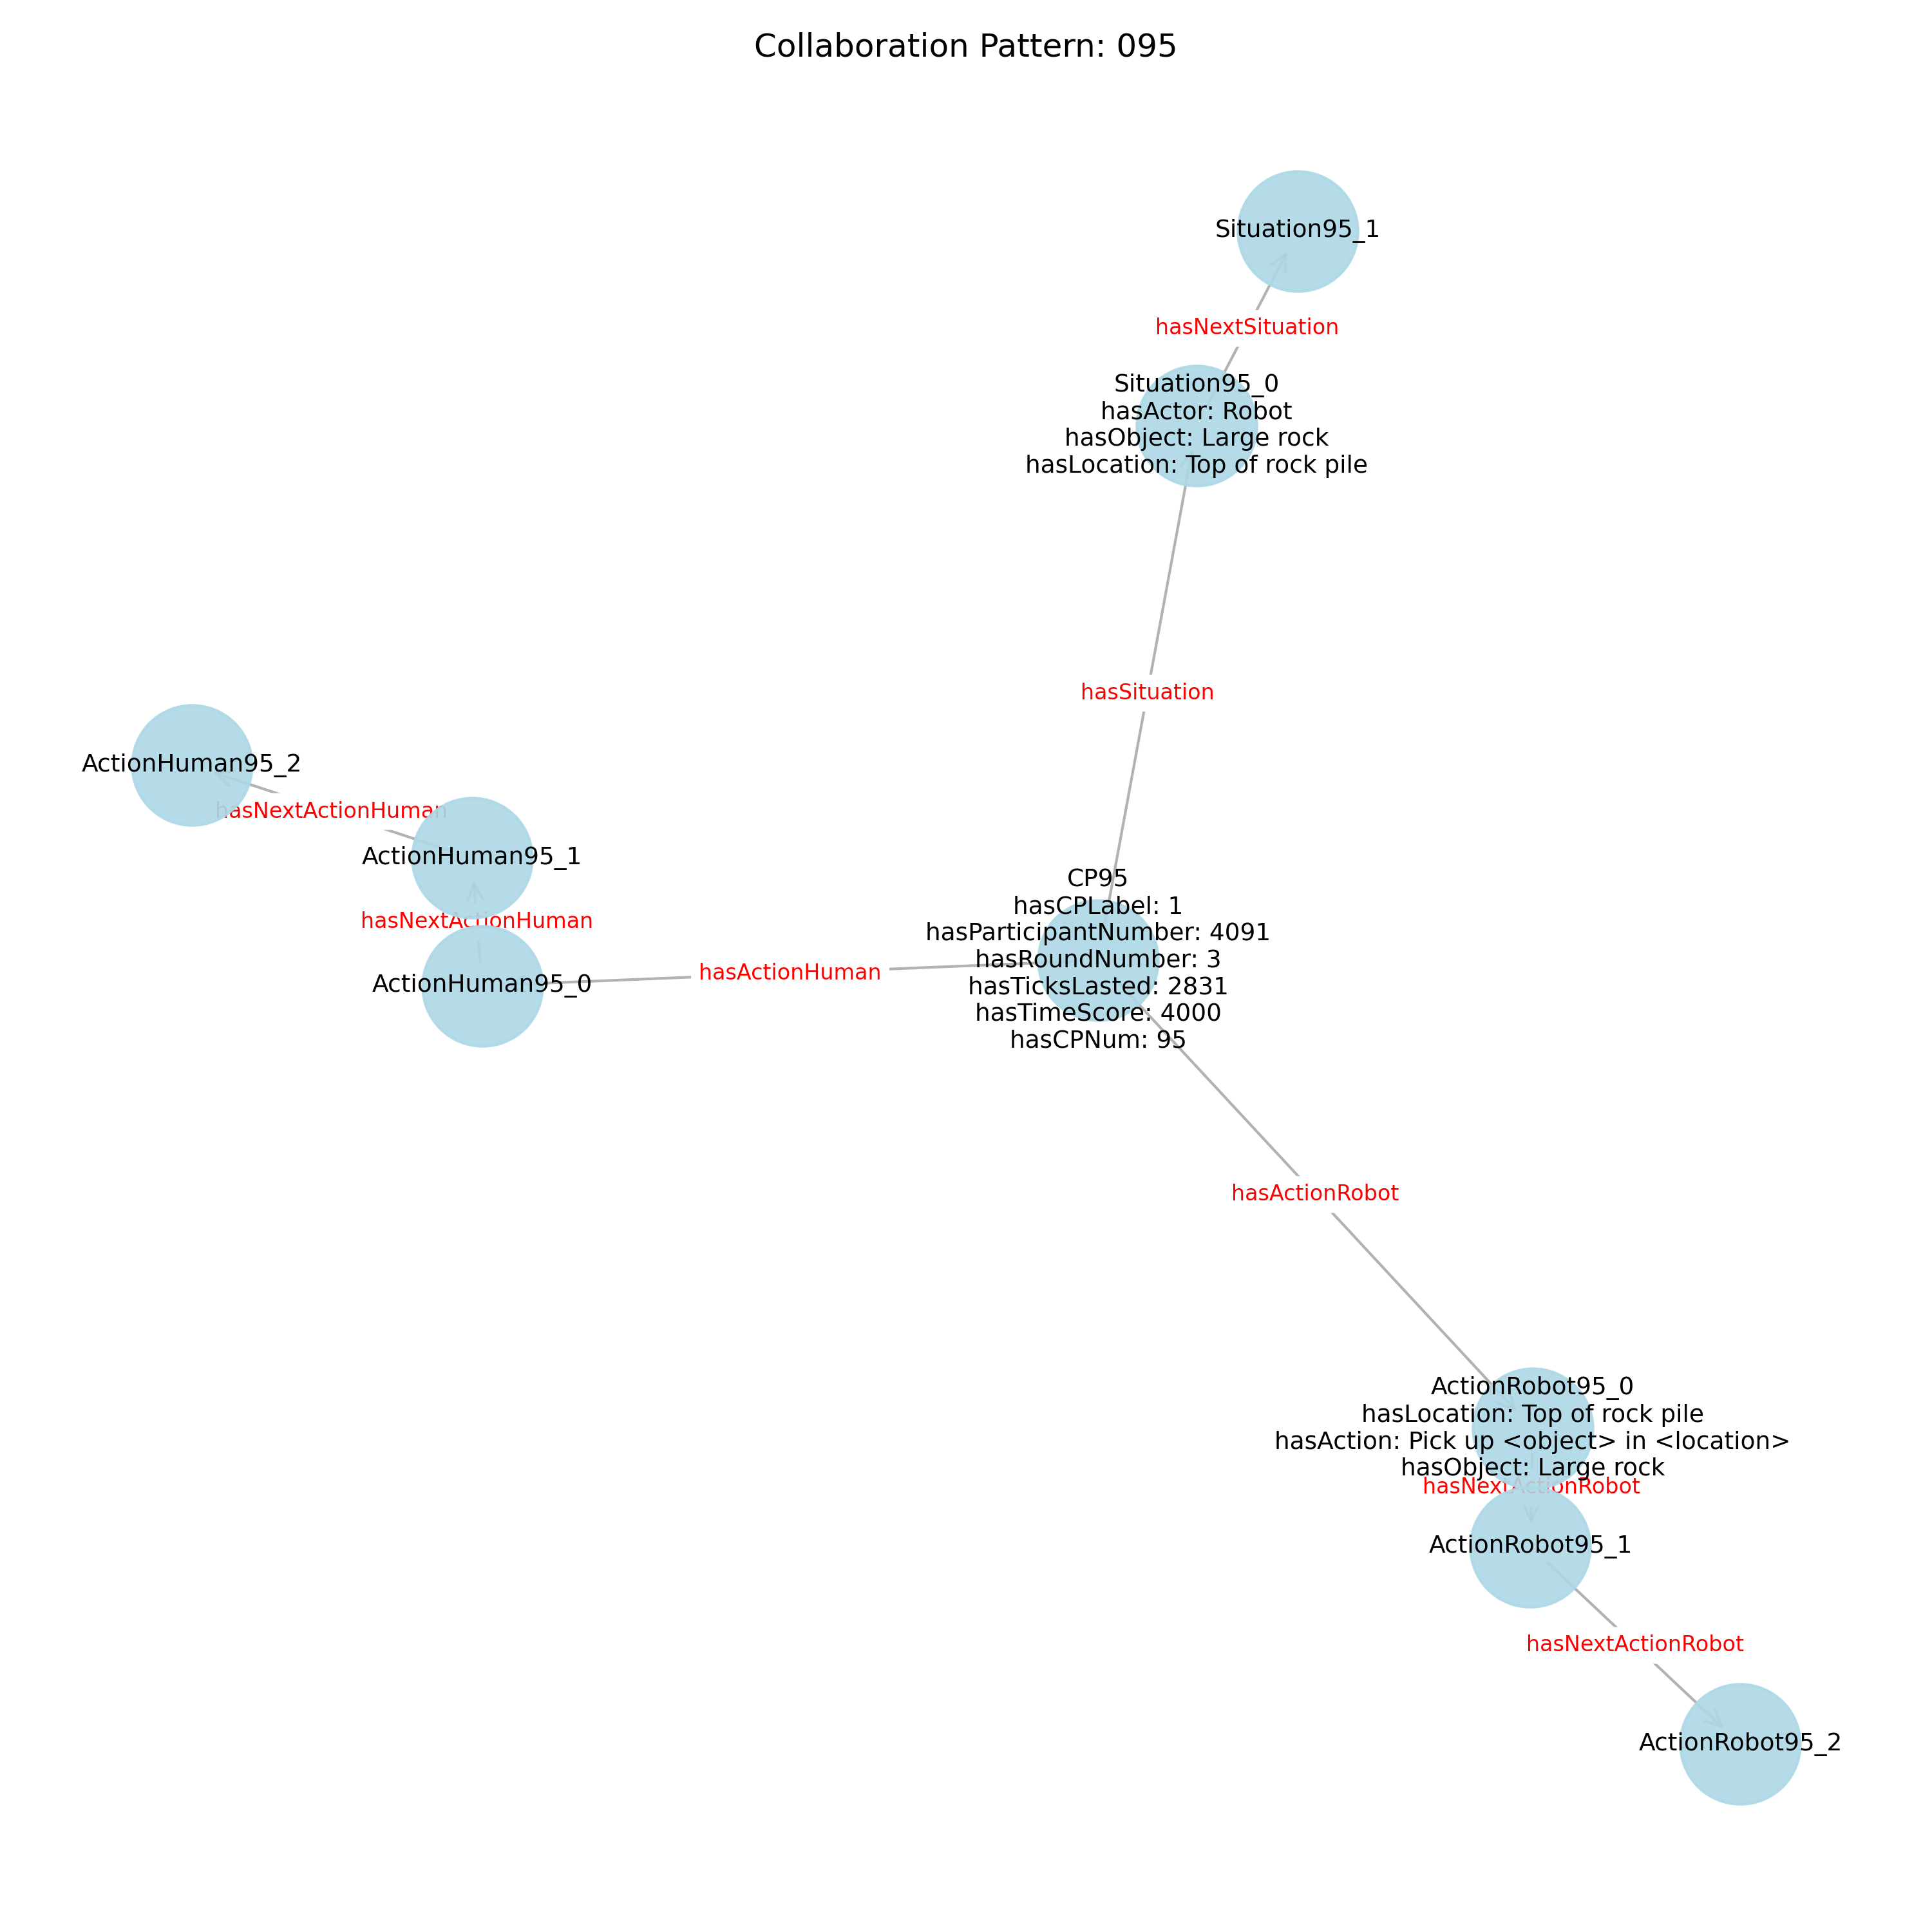 Collaboration Pattern: 095
Situation95_1
hasNextSituation
Situation95_0
hasActor: Robot
hasObject: Large rock
hasLocation: Top of rock pile
hasSituation
ActionHuman95_2
hasNextActionHuman
ActionHuman95_1
hasNextActionHuman
ActionHuman95_0
hasActionHuman
CP95
hasCPLabel: 1
hasParticipantNumber: 4091
hasRoundNumber: 3
hasTicksLasted: 2831
hasTimeScore: 4000
hasCPNum: 95
hasActionRobot
ActionRobot95_0
hasLocation: Top of rock pile
hasAction: Pick up <object> in <location>
hasObject: Large rock
hasNextActionRobot
ActionRobot95_1
hasNextActionRobot
ActionRobot95_2